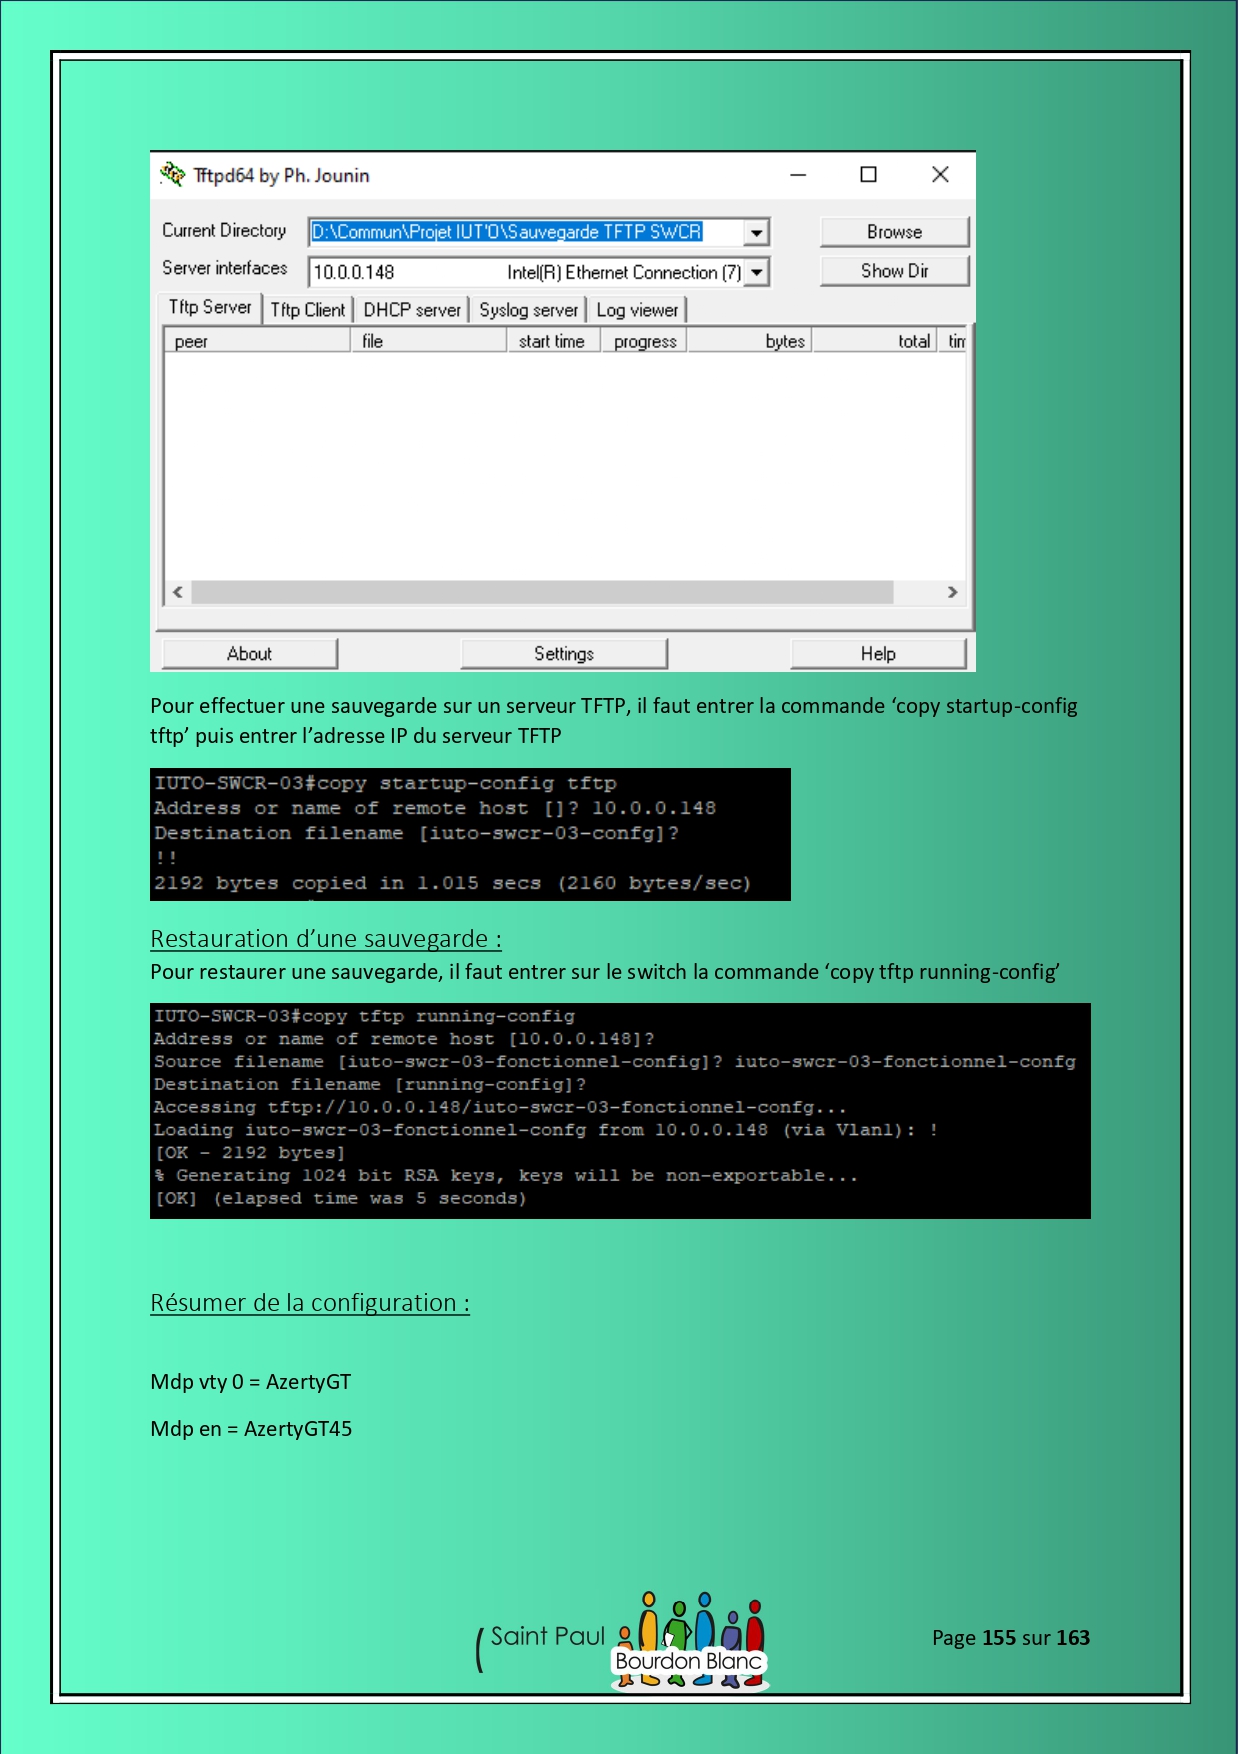 Tftpd64 by Ph. Jounin
Current Directory D:\Commun\Projet IUT'O\Sauvegarde TFTP SWCR Browse
Server interfaces 10.0.0.148 Intel(R) Ethernet Connection (7) Show Dir
Tftp Server Tftp Client DHCP server Syslog server Log viewer
peer file start time progress bytes total tim
About Settings Help
Pour effectuer une sauvegarde sur un serveur TFTP, il faut entrer la commande ‘copy startup-config
tftp’ puis entrer l’adresse IP du serveur TFTP
IUTO-SWCR-03#copy startup-config tftp
Address or name of remote host []? 10.0.0.148
Destination filename [iuto-swcr-03-confg]?
!!
2192 bytes copied in 1.015 secs (2160 bytes/sec)
Restauration d’une sauvegarde :
Pour restaurer une sauvegarde, il faut entrer sur le switch la commande ‘copy tftp running-config’
IUTO-SWCR-03#copy tftp running-config
Address or name of remote host [10.0.0.148]?
Source filename [iuto-swcr-03-fonctionnel-config]? iuto-swcr-03-fonctionnel-confg
Destination filename [running-config]?
Accessing tftp://10.0.0.148/iuto-swcr-03-fonctionnel-confg...
Loading iuto-swcr-03-fonctionnel-confg from 10.0.0.148 (via Vlan1): !
[OK - 2192 bytes]
% Generating 1024 bit RSA keys, keys will be non-exportable...
[OK] (elapsed time was 5 seconds)
Résumer de la configuration :
Mdp vty 0 = AzertyGT
Mdp en = AzertyGT45
Saint Paul
Bourdon Blanc
Page 155 sur 163